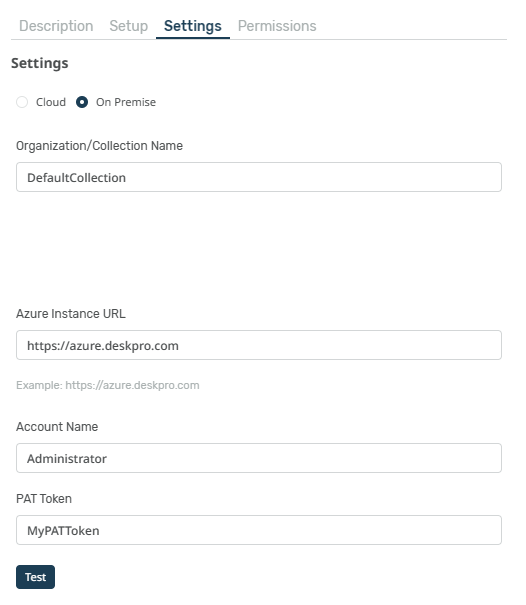 Description Setup Settings Permissions
Settings
Cloud On Premise
Organization/Collection Name
DefaultCollection
Azure Instance URL
https://azure.deskpro.com
Example: https://azure.deskpro.com
Account Name
Administrator
PAT Token
MyPATToken
Test